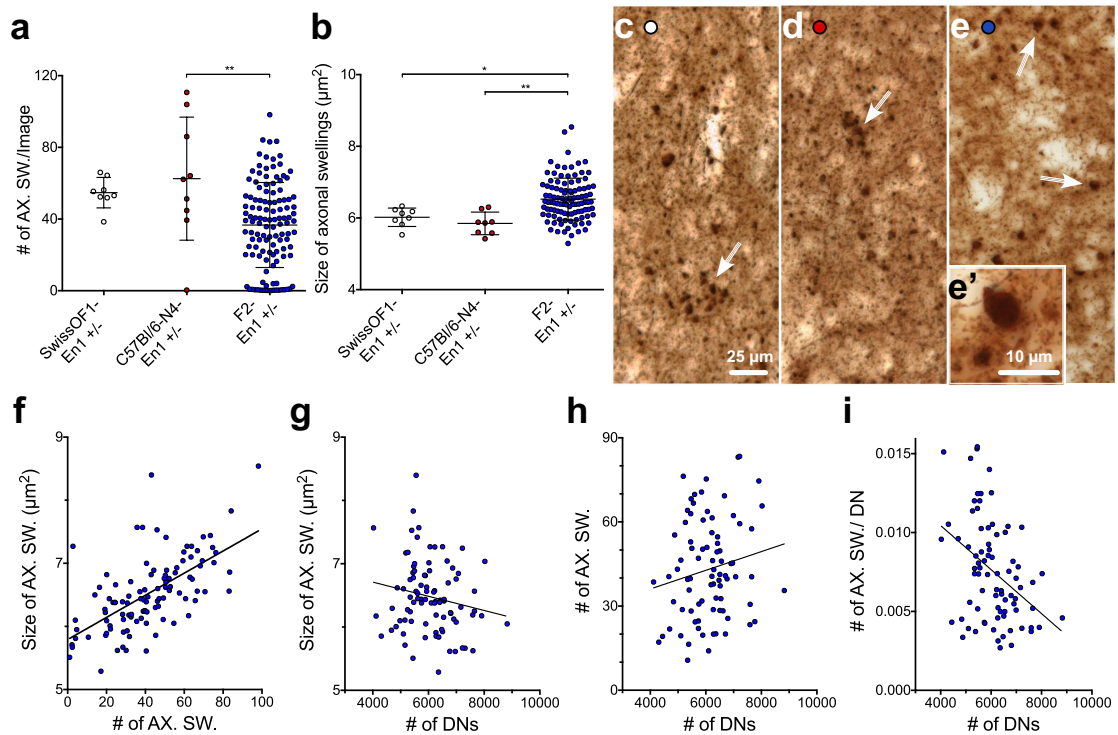 a
# of AX. SW./Image
120
80
40
0
**
SwissOF1-
En1 +/-
C57Bl/6-N4-
En1 +/-
F2-
En1 +/-
b
Size of axonal swellings (µm²)
10
8
6
4
*
**
SwissOF1-
En1 +/-
C57Bl/6-N4-
En1 +/-
F2-
En1 +/-
c
25 µm
d
e
e’
10 µm
f
Size of AX. SW. (µm²)
9
7
5
0 20 40 60 80 100
# of AX. SW.
g
Size of AX. SW. (µm²)
9
7
5
4000 6000 8000 10000
# of DNs
h
# of AX. SW.
90
60
30
0
4000 6000 8000 10000
# of DNs
i
# of AX. SW./ DN
0.015
0.010
0.005
0.000
4000 6000 8000 10000
# of DNs